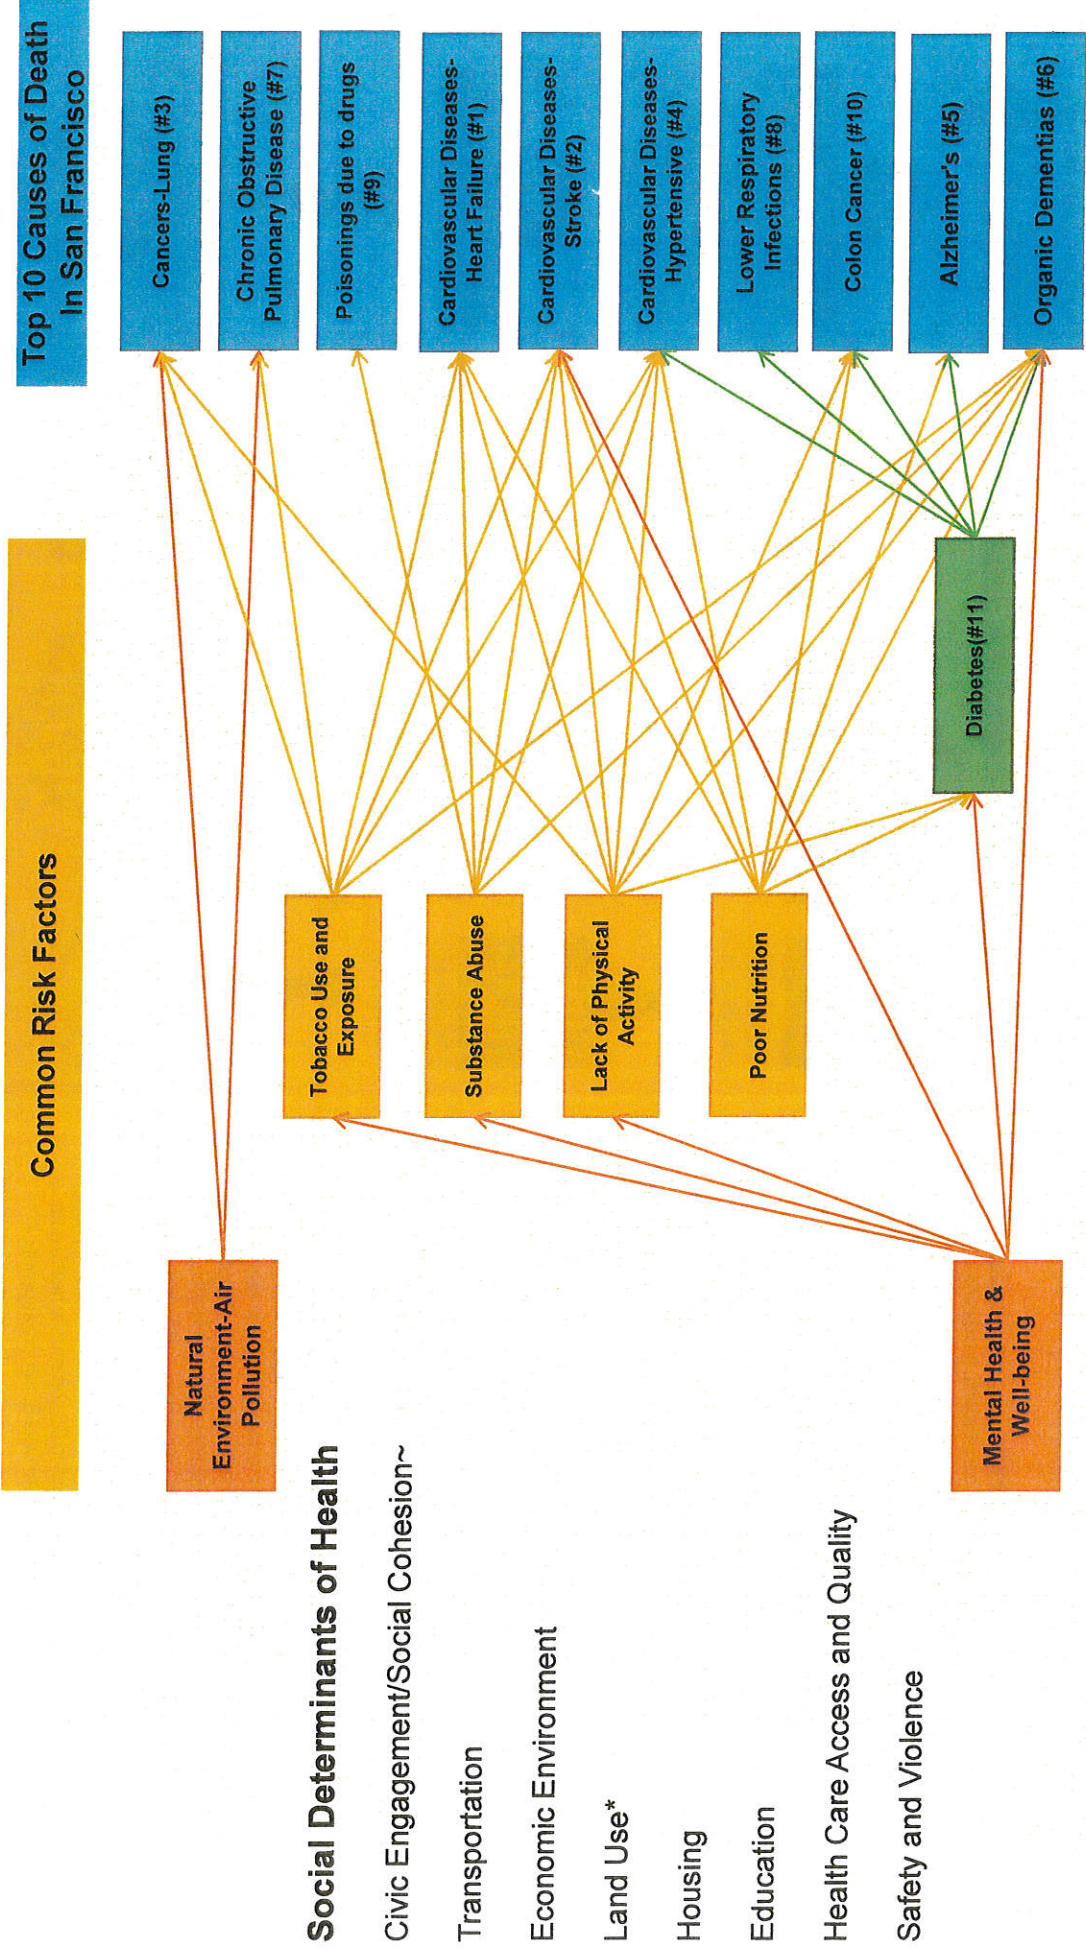 Common Risk Factors
Top 10 Causes of Death
In San Francisco
Natural
Environment-Air
Pollution
Social Determinants of Health
Civic Engagement/Social Cohesion~
Transportation
Economic Environment
Land Use*
Housing
Education
Health Care Access and Quality
Safety and Violence
Mental Health &
Well-being
Tobacco Use and
Exposure
Substance Abuse
Lack of Physical
Activity
Poor Nutrition
Diabetes(#11)
Cancers-Lung (#3)
Chronic Obstructive
Pulmonary Disease (#7)
Poisonings due to drugs
(#9)
Cardiovascular Diseases-
Heart Failure (#1)
Cardiovascular Diseases-
Stroke (#2)
Cardiovascular Diseases-
Hypertensive (#4)
Lower Respiratory
Infections (#8)
Colon Cancer (#10)
Alzheimer's (#5)
Organic Dementias (#6)